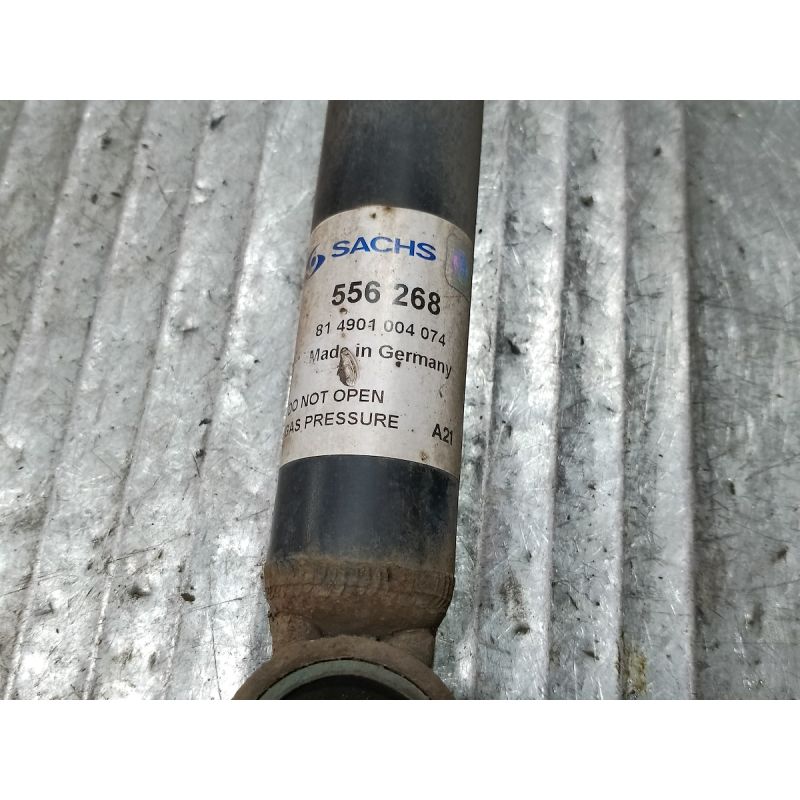 SACHS
556 268
81 4901 004 074
Made in Germany
DO NOT OPEN
GAS PRESSURE
A21